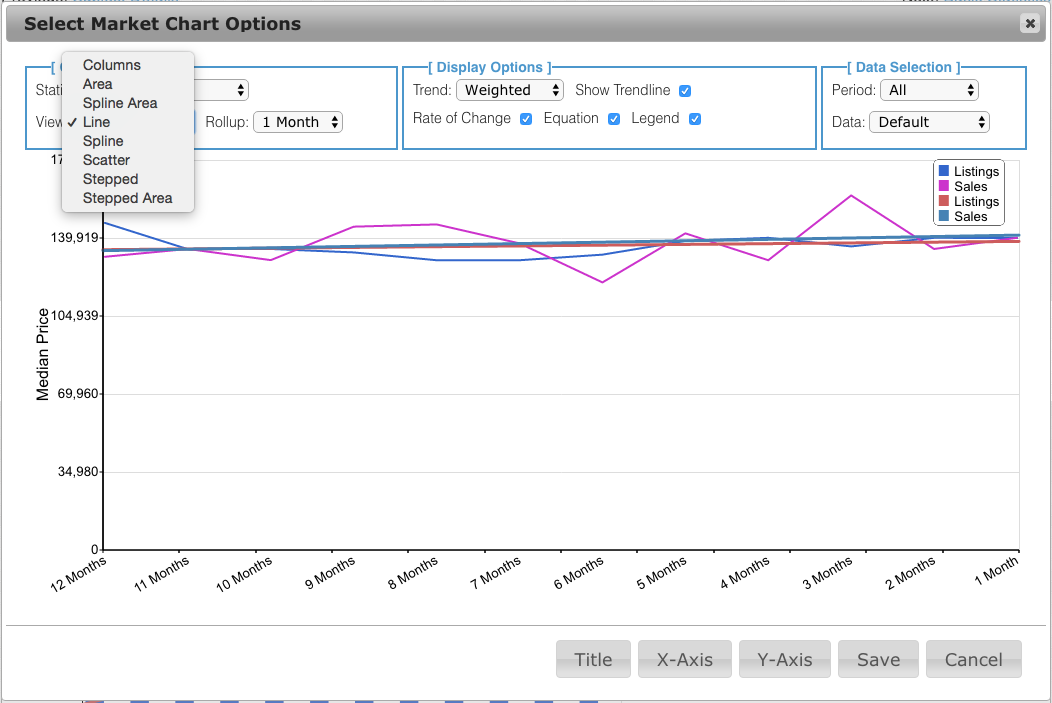 Select Market Chart Options
[ Display Options ]
[ Data Selection ]
Columns
Area
Spline Area
✓ Line
Spline
Scatter
Stepped
Stepped Area
View
Rollup: 1 Month
Trend: Weighted Show Trendline
Rate of Change Equation Legend
Period: All
Data: Default
Listings
Sales
Listings
Sales
Median Price
139,919
104,939
69,960
34,980
0
12 Months 11 Months 10 Months 9 Months 8 Months 7 Months 6 Months 5 Months 4 Months 3 Months 2 Months 1 Month
Title X-Axis Y-Axis Save Cancel